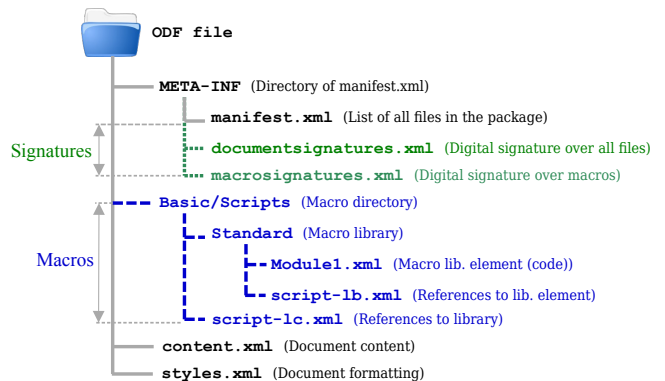 ODF file
META-INF (Directory of manifest.xml)
manifest.xml (List of all files in the package)
Signatures
documentsignatures.xml (Digital signature over all files)
macrosignatures.xml (Digital signature over macros)
Basic/Scripts (Macro directory)
Standard (Macro library)
Macros
Module1.xml (Macro lib. element (code))
script-lb.xml (References to lib. element)
script-lc.xml (References to library)
content.xml (Document content)
styles.xml (Document formatting)